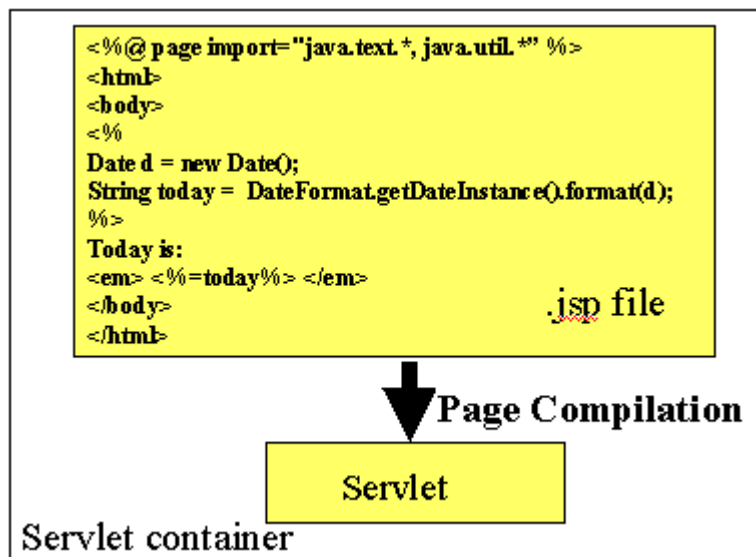 <%@ page import="java.text.*, java.util.*” %>
<html>
<body>
<%
Date d = new Date();
String today = DateFormat.getDateInstance().format(d);
%>
Today is:
<em> <%=today%> </em>
</body>
</html>
.jsp file
Page Compilation
Servlet
Servlet container